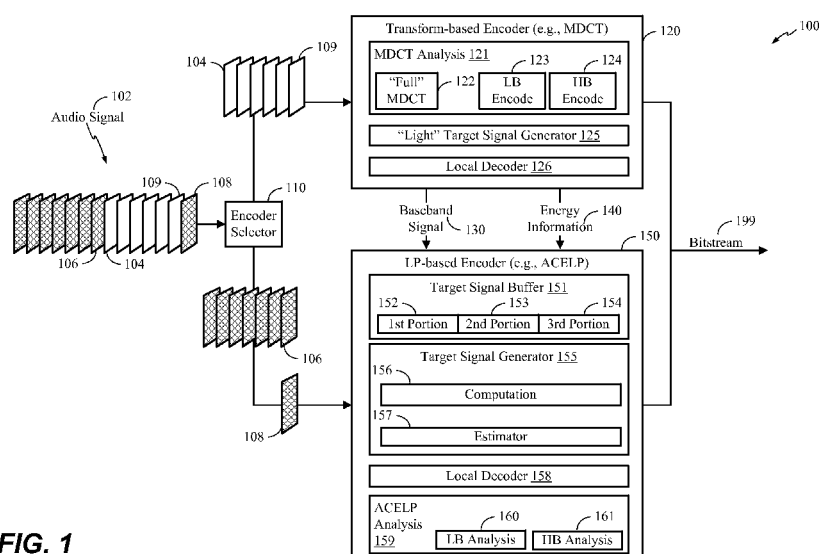 Transform-based Encoder (e.g., MDCT)
120
100
104
109
MDCT Analysis 121
123
124
"Full" MDCT
122
LB Encode
HB Encode
102
Audio Signal
"Light" Target Signal Generator 125
Local Decoder 126
109
108
110
Encoder Selector
106
104
Baseband Signal
130
Energy Information
140
150
199
Bitstream
LP-based Encoder (e.g., ACELP)
Target Signal Buffer 151
152
153
154
1st Portion
2nd Portion
3rd Portion
106
Target Signal Generator 155
156
Computation
157
Estimator
108
Local Decoder 158
ACELP Analysis 159
160
161
LB Analysis
HB Analysis
FIG. 1